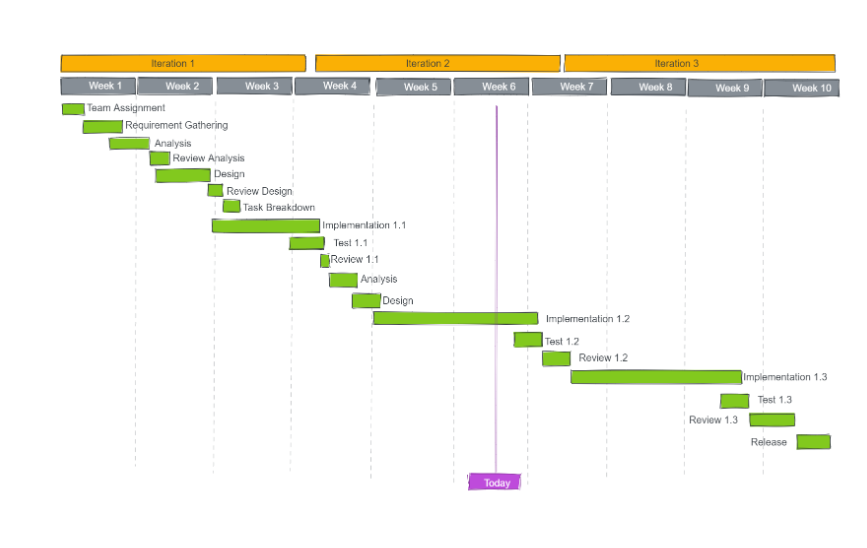 Iteration 1 Iteration 2 Iteration 3
Week 1 Week 2 Week 3 Week 4 Week 5 Week 6 Week 7 Week 8 Week 9 Week 10
Team Assignment
Requirement Gathering
Analysis
Review Analysis
Design
Review Design
Task Breakdown
Implementation 1.1
Test 1.1
Review 1.1
Analysis
Design
Implementation 1.2
Test 1.2
Review 1.2
Implementation 1.3
Test 1.3
Review 1.3
Release
Today